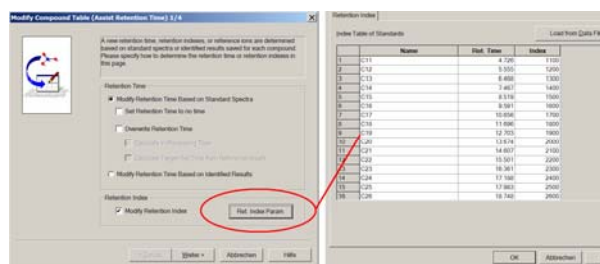 Modify Compound Table (Assist Retention Time) 1/4
A new retention time, retention indexes, or reference ions are determined
based on standard spectra or identified results saved for each compound.
Please specify how to determine the retention time or retention indexes in
this page.
Retention Time
Modify Retention Time Based on Standard Spectra
Set Retention Time to no time
Overwrite Retention Time
Modify Retention Time Based on Identified Results
Retention Index
Modify Retention Index
Ret. Index Param.
Weiter >
Abbrechen
Hilfe
Retention Index
Index Table of Standards
Load from Data File
Name Ret. Time Index
1 C11 4.726 1100
2 C12 5.555 1200
3 C13 6.468 1300
4 C14 7.467 1400
5 C15 8.519 1500
6 C16 9.591 1600
7 C17 10.656 1700
8 C18 11.696 1800
9 C19 12.703 1900
10 C20 13.674 2000
11 C21 14.607 2100
12 C22 15.501 2200
13 C23 16.361 2300
14 C24 17.188 2400
15 C25 17.983 2500
16 C26 18.748 2600
OK
Abbrechen